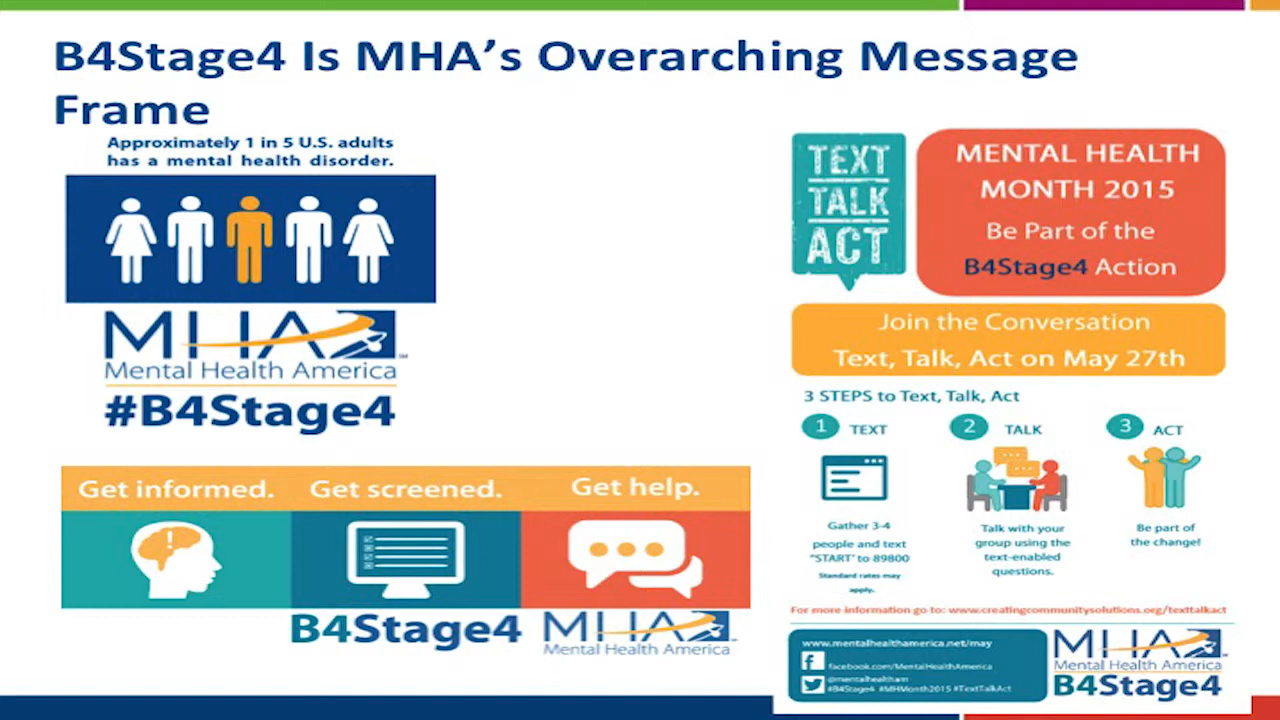 B4Stage4 Is MHA’s Overarching Message
Frame
Approximately 1 in 5 U.S. adults
has a mental health disorder.
MHA
Mental Health America
#B4Stage4
Get informed. Get screened. Get help.
B4Stage4
MHA
Mental Health America
TEXT
TALK
ACT
MENTAL HEALTH
MONTH 2015
Be Part of the
B4Stage4 Action
Join the Conversation
Text, Talk, Act on May 27th
3 STEPS to Text, Talk, Act
1 TEXT
Gather 3-4
people and text
"START" to 89800
Standard rates may
apply.
2 TALK
Talk with your
group using the
text-enabled
questions.
3 ACT
Be part of
the change!
For more information go to: www.creatingcommunitysolutions.org/texttalkact
www.mentalhealthamerica.net/may
facebook.com/MentalHealthAmerica
@mentalhealtham
#B4Stage4 #MHMonth2015 #TextTalkAct
MHA
Mental Health America
B4Stage4